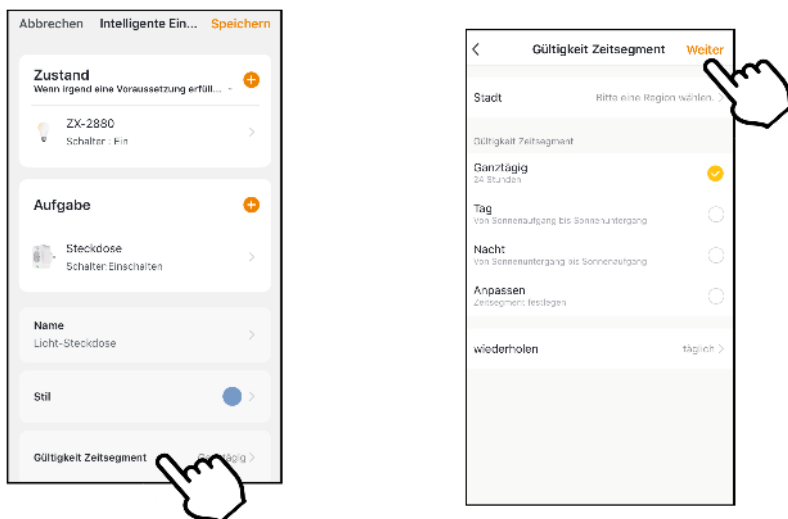 Abbrechen Intelligente Ein... Speichern
Zustand
Wenn irgend eine Voraussetzung erfüll...
ZX-2880
Schalter : Ein
Aufgabe
Steckdose
Schalter:Einschalten
Name
Licht-Steckdose
Stil
Gültigkeit Zeitsegment
Gültigkeit Zeitsegment Weiter
Stadt Bitte eine Region wählen.
Gültigkeit Zeitsegment
Ganztägig
24 Stunden
Tag
Von Sonnenaufgang bis Sonnenuntergang
Nacht
Von Sonnenuntergang bis Sonnenaufgang
Anpassen
Zeitsegment festlegen
wiederholen täglich